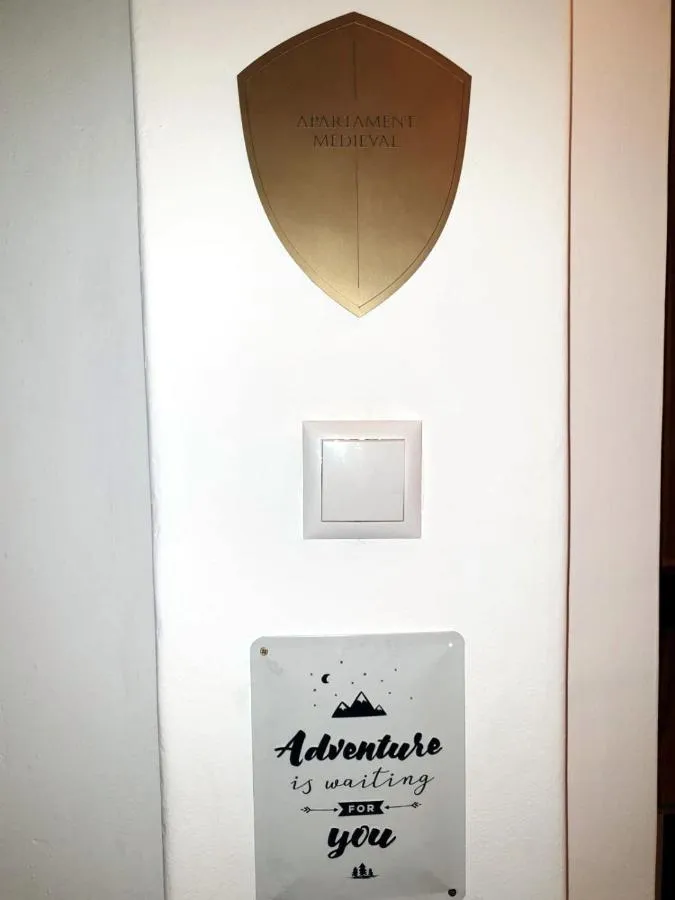 APARTAMENT
MEDIEVAL
Adventure
is waiting
FOR
you